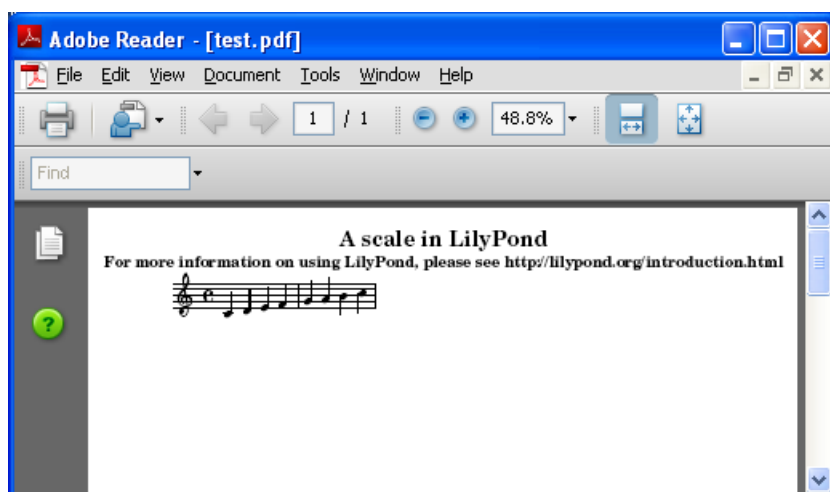 Adobe Reader - [test.pdf]
File Edit View Document Tools Window Help
1 / 1 48.8%
Find
A scale in LilyPond
For more information on using LilyPond, please see http://lilypond.org/introduction.html